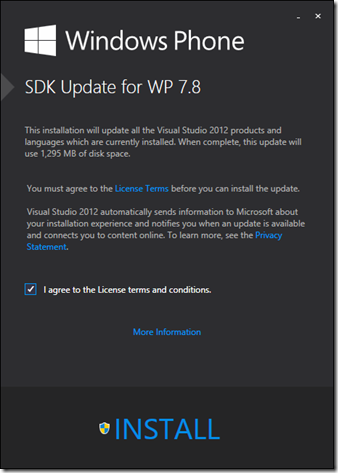 Windows Phone
SDK Update for WP 7.8
This installation will update all the Visual Studio 2012 products and
languages which are currently installed. When complete, this update will
use 1,295 MB of disk space.
You must agree to the License Terms before you can install the update.
Visual Studio 2012 automatically sends information to Microsoft about
your installation experience and notifies you when an update is available
and connects you to content online. To learn more, see the Privacy
Statement.
I agree to the License terms and conditions.
More Information
INSTALL